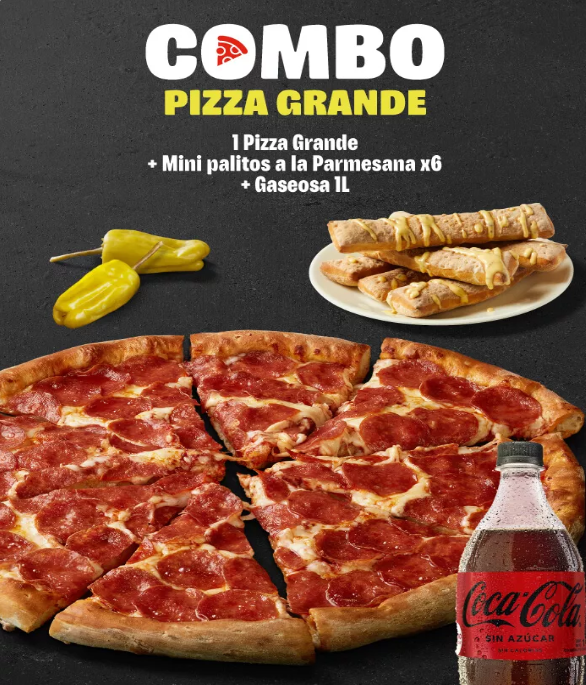 COMBO
PIZZA GRANDE
1 Pizza Grande
+ Mini palitos a la Parmesana x6
+ Gaseosa 1L
Coca-Cola
SIN AZÚCAR